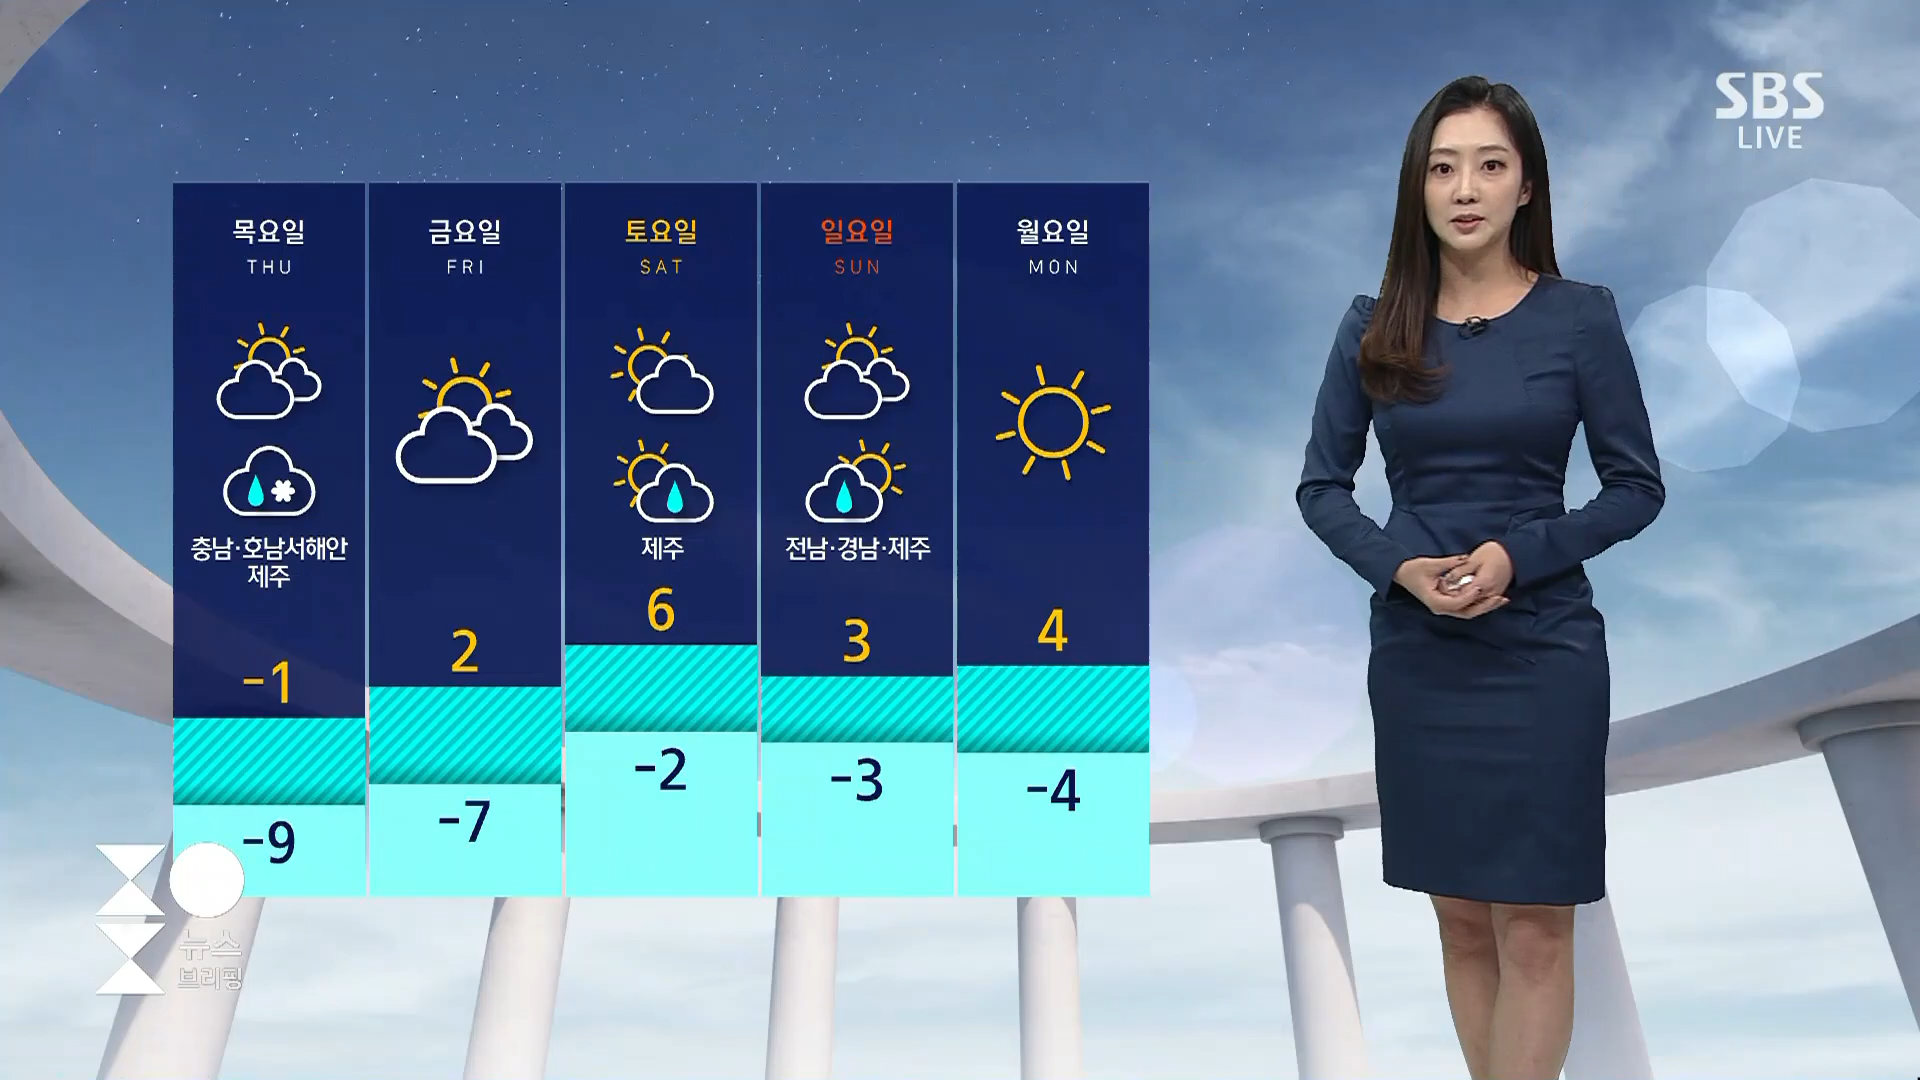 SBS
LIVE
목요일
THU
충남·호남서해안
제주
-1
-9
금요일
FRI
2
-7
토요일
SAT
제주
6
-2
일요일
SUN
전남·경남·제주
3
-3
월요일
MON
4
-4
뉴스
브리핑